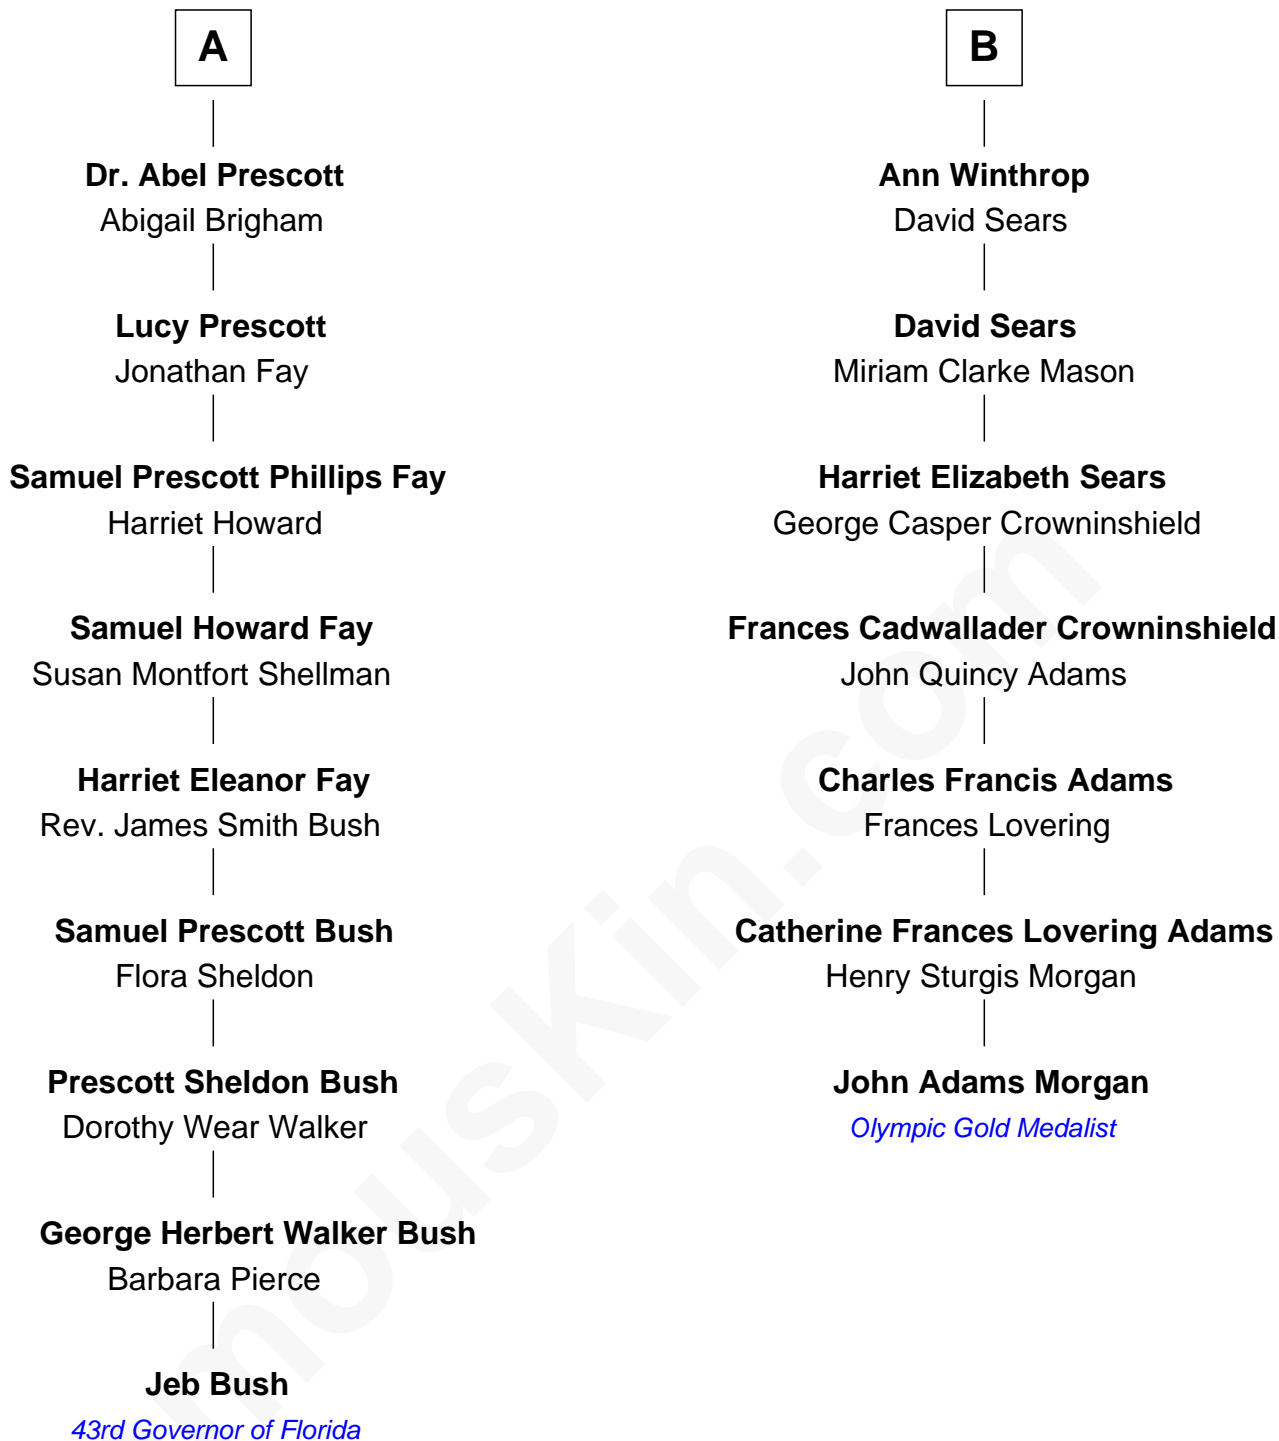 A
Dr. Abel Prescott
Abigail Brigham
Lucy Prescott
Jonathan Fay
Samuel Prescott Phillips Fay
Harriet Howard
Samuel Howard Fay
Susan Montfort Shellman
Harriet Eleanor Fay
Rev. James Smith Bush
Samuel Prescott Bush
Flora Sheldon
Prescott Sheldon Bush
Dorothy Wear Walker
George Herbert Walker Bush
Barbara Pierce
Jeb Bush
43rd Governor of Florida
B
Ann Winthrop
David Sears
David Sears
Miriam Clarke Mason
Harriet Elizabeth Sears
George Casper Crowninshield
Frances Cadwallader Crowninshield
John Quincy Adams
Charles Francis Adams
Frances Lovering
Catherine Frances Lovering Adams
Henry Sturgis Morgan
John Adams Morgan
Olympic Gold Medalist
mousKin.com